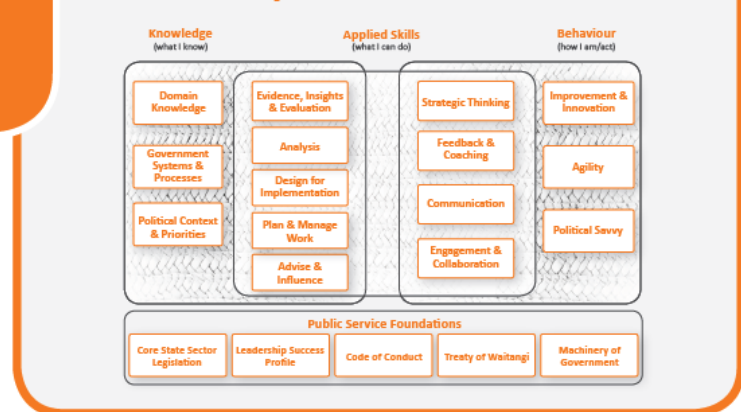 Knowledge
(what I know)
Applied Skills
(what I can do)
Behaviour
(how I am/act)
Domain
Knowledge
Government
Systems &
Processes
Political Context
& Priorities
Evidence, Insights
& Evaluation
Analysis
Design for
Implementation
Plan & Manage
Work
Advise &
Influence
Strategic Thinking
Feedback &
Coaching
Communication
Engagement &
Collaboration
Improvement &
Innovation
Agility
Political Savvy
Public Service Foundations
Core State Sector
Legislation
Leadership Success
Profile
Code of Conduct
Treaty of Waitangi
Machinery of
Government